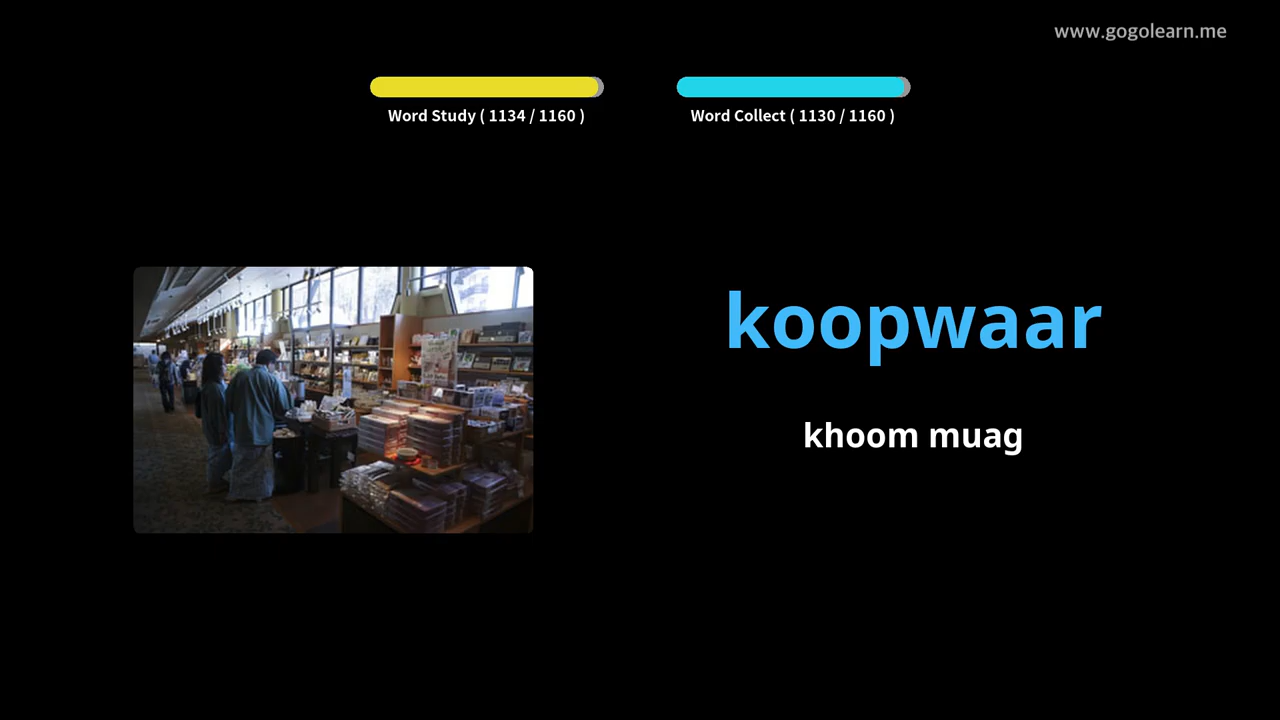 www.gogolearn.me
Word Study ( 1134 / 1160 )
Word Collect ( 1130 / 1160 )
koopwaar
khoom muag